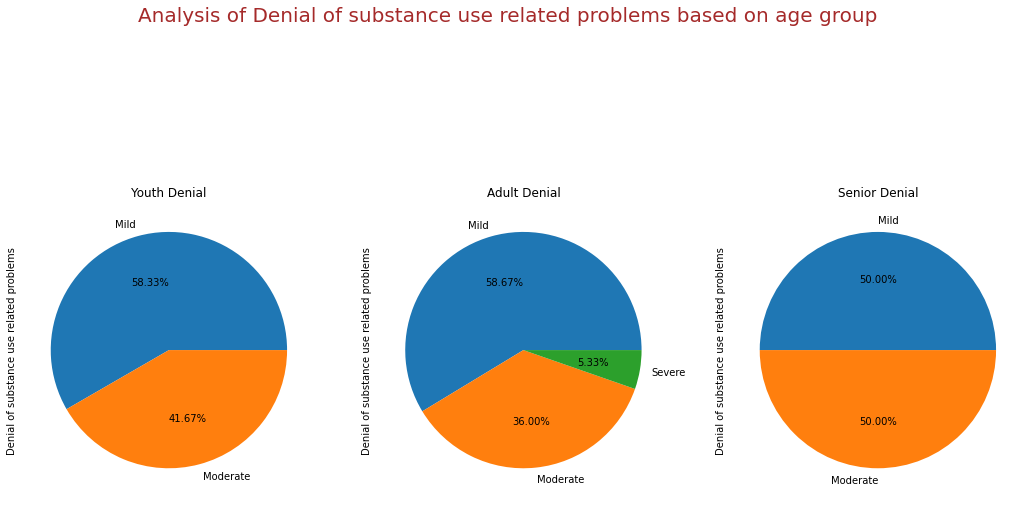 Analysis of Denial of substance use related problems based on age group
Youth Denial
Denial of substance use related problems
Mild
58.33%
41.67%
Moderate
Adult Denial
Denial of substance use related problems
Mild
58.67%
5.33%
Severe
36.00%
Moderate
Senior Denial
Denial of substance use related problems
Mild
50.00%
50.00%
Moderate